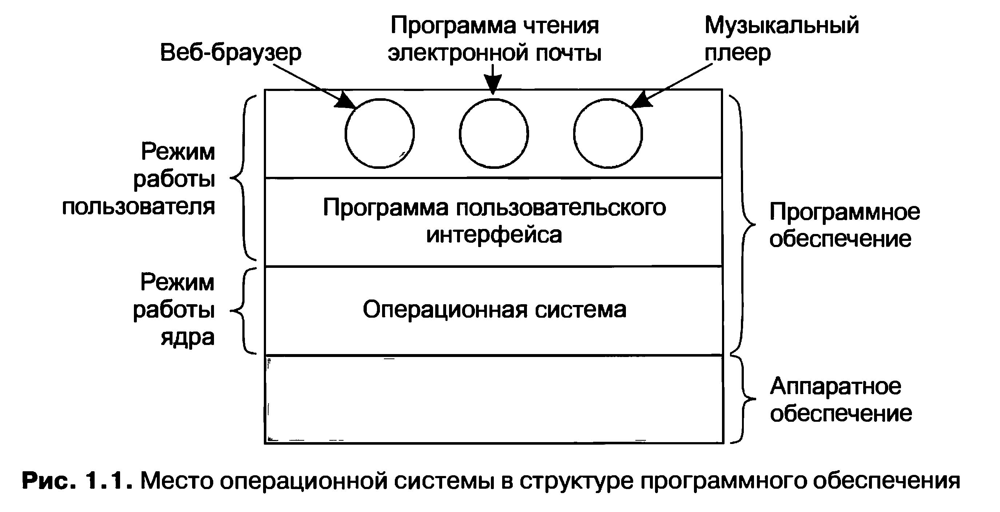 Программа чтения
электронной почты
Музыкальный
плеер
Веб-браузер
Режим
работы
пользователя
Программа пользовательского
интерфейса
Программное
обеспечение
Режим
работы
ядра
Операционная система
Аппаратное
обеспечение
Рис. 1.1. Место операционной системы в структуре программного обеспечения